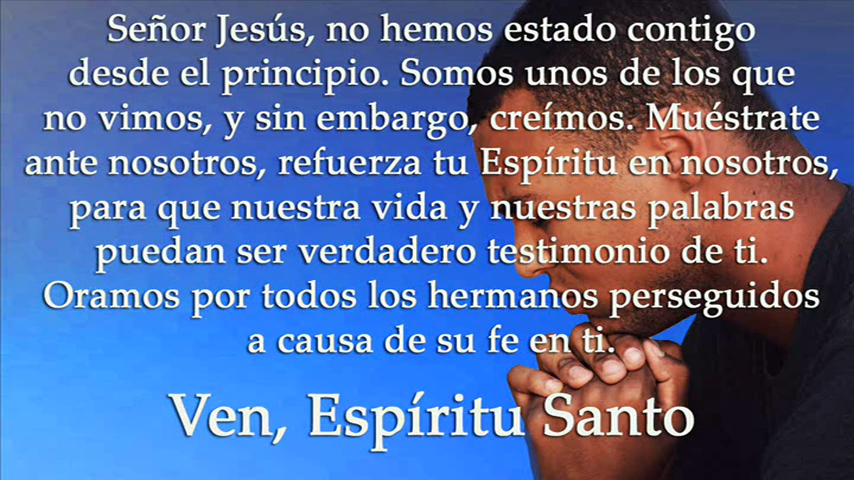 Señor Jesús, no hemos estado contigo
desde el principio. Somos unos de los que
no vimos, y sin embargo, creímos. Muéstrate
ante nosotros, refuerza tu Espíritu en nosotros,
para que nuestra vida y nuestras palabras
puedan ser verdadero testimonio de ti.
Oramos por todos los hermanos perseguidos
a causa de su fe en ti.
Ven, Espíritu Santo